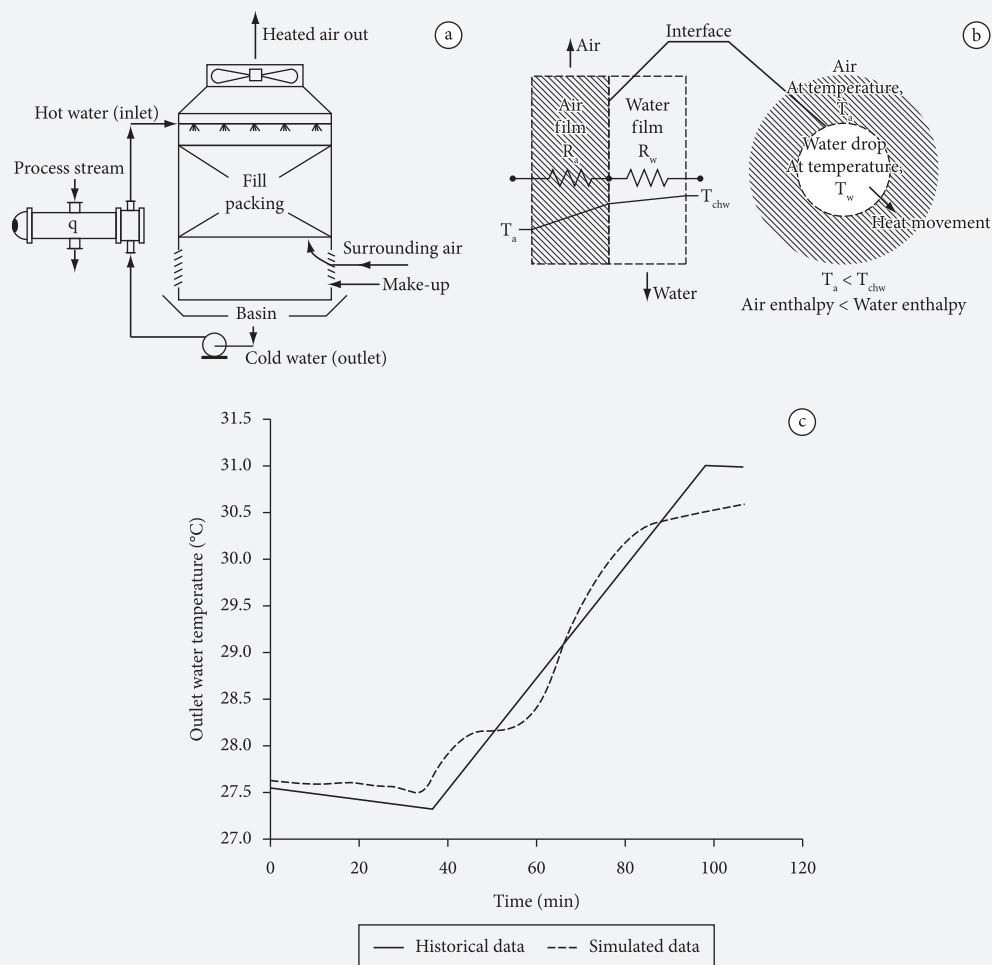 a
Heated air out
Hot water (inlet)
Process stream
q
Fill
packing
Surrounding air
Make-up
Basin
Cold water (outlet)
b
Interface
Air
Air
film
Ra
Water
film
Rw
Ta
Tchw
Water
Air
At temperature,
Ta
Water drop
At temperature,
Tw
Heat movement
Ta < Tchw
Air enthalpy < Water enthalpy
c
Outlet water temperature (°C)
31.5
31.0
30.5
30.0
29.5
29.0
28.5
28.0
27.5
27.0
0 20 40 60 80 100 120
Time (min)
Historical data Simulated data